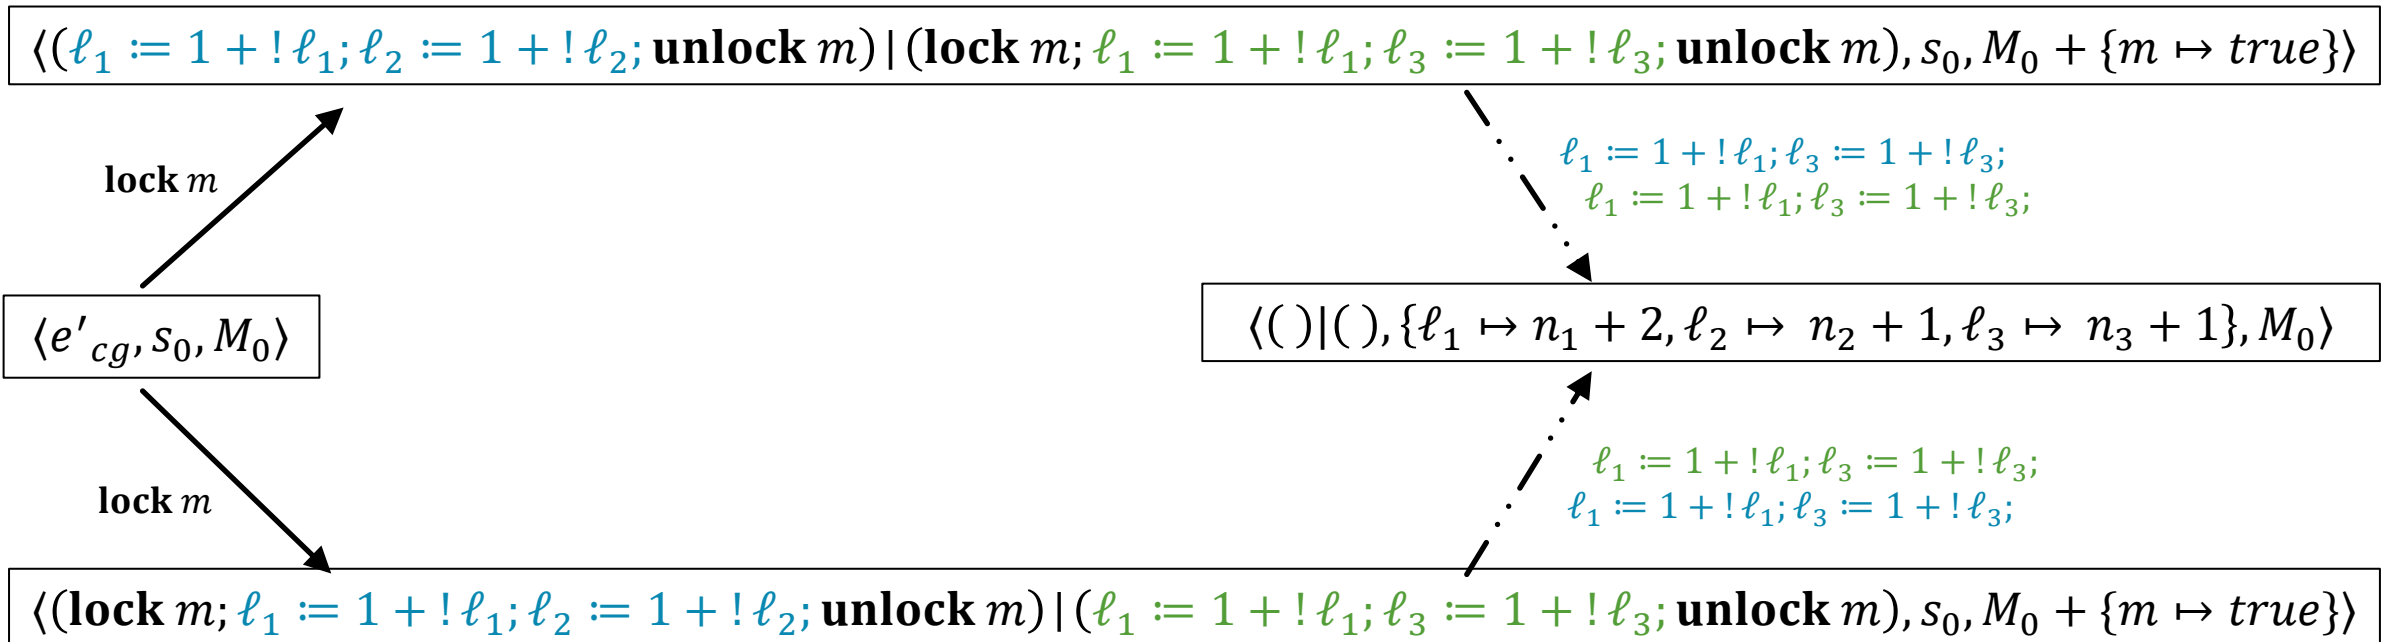 ⟨(ℓ₁ ≔ 1 + !ℓ₁; ℓ₂ ≔ 1 + !ℓ₂; unlock m) | (lock m; ℓ₁ ≔ 1 + !ℓ₁; ℓ₃ ≔ 1 + !ℓ₃; unlock m), s₀, M₀ + {m ↦ true}⟩
ℓ₁ ≔ 1 + !ℓ₁; ℓ₃ ≔ 1 + !ℓ₃;
lock m
ℓ₁ ≔ 1 + !ℓ₁; ℓ₃ ≔ 1 + !ℓ₃;
⟨e′_cg, s₀, M₀⟩
⟨( )|( ), {ℓ₁ ↦ n₁ + 2, ℓ₂ ↦ n₂ + 1, ℓ₃ ↦ n₃ + 1}, M₀⟩
ℓ₁ ≔ 1 + !ℓ₁; ℓ₃ ≔ 1 + !ℓ₃;
lock m
ℓ₁ ≔ 1 + !ℓ₁; ℓ₃ ≔ 1 + !ℓ₃;
⟨(lock m; ℓ₁ ≔ 1 + !ℓ₁; ℓ₂ ≔ 1 + !ℓ₂; unlock m) | (ℓ₁ ≔ 1 + !ℓ₁; ℓ₃ ≔ 1 + !ℓ₃; unlock m), s₀, M₀ + {m ↦ true}⟩